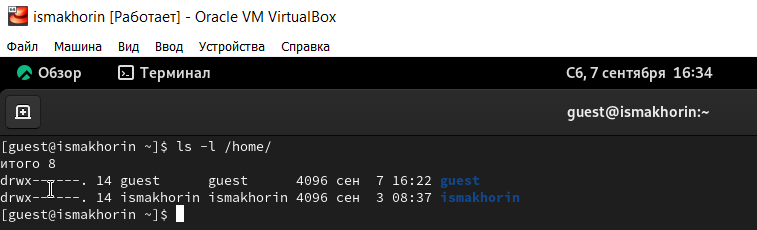 ismakhorin [Работает] - Oracle VM VirtualBox
Файл Машина Вид Ввод Устройства Справка
Обзор Терминал Сб, 7 сентября 16:34
guest@ismakhorin:~
[guest@ismakhorin ~]$ ls -l /home/
итого 8
drwx------. 14 guest guest 4096 сен 7 16:22 guest
drwx------. 14 ismakhorin ismakhorin 4096 сен 3 08:37 ismakhorin
[guest@ismakhorin ~]$